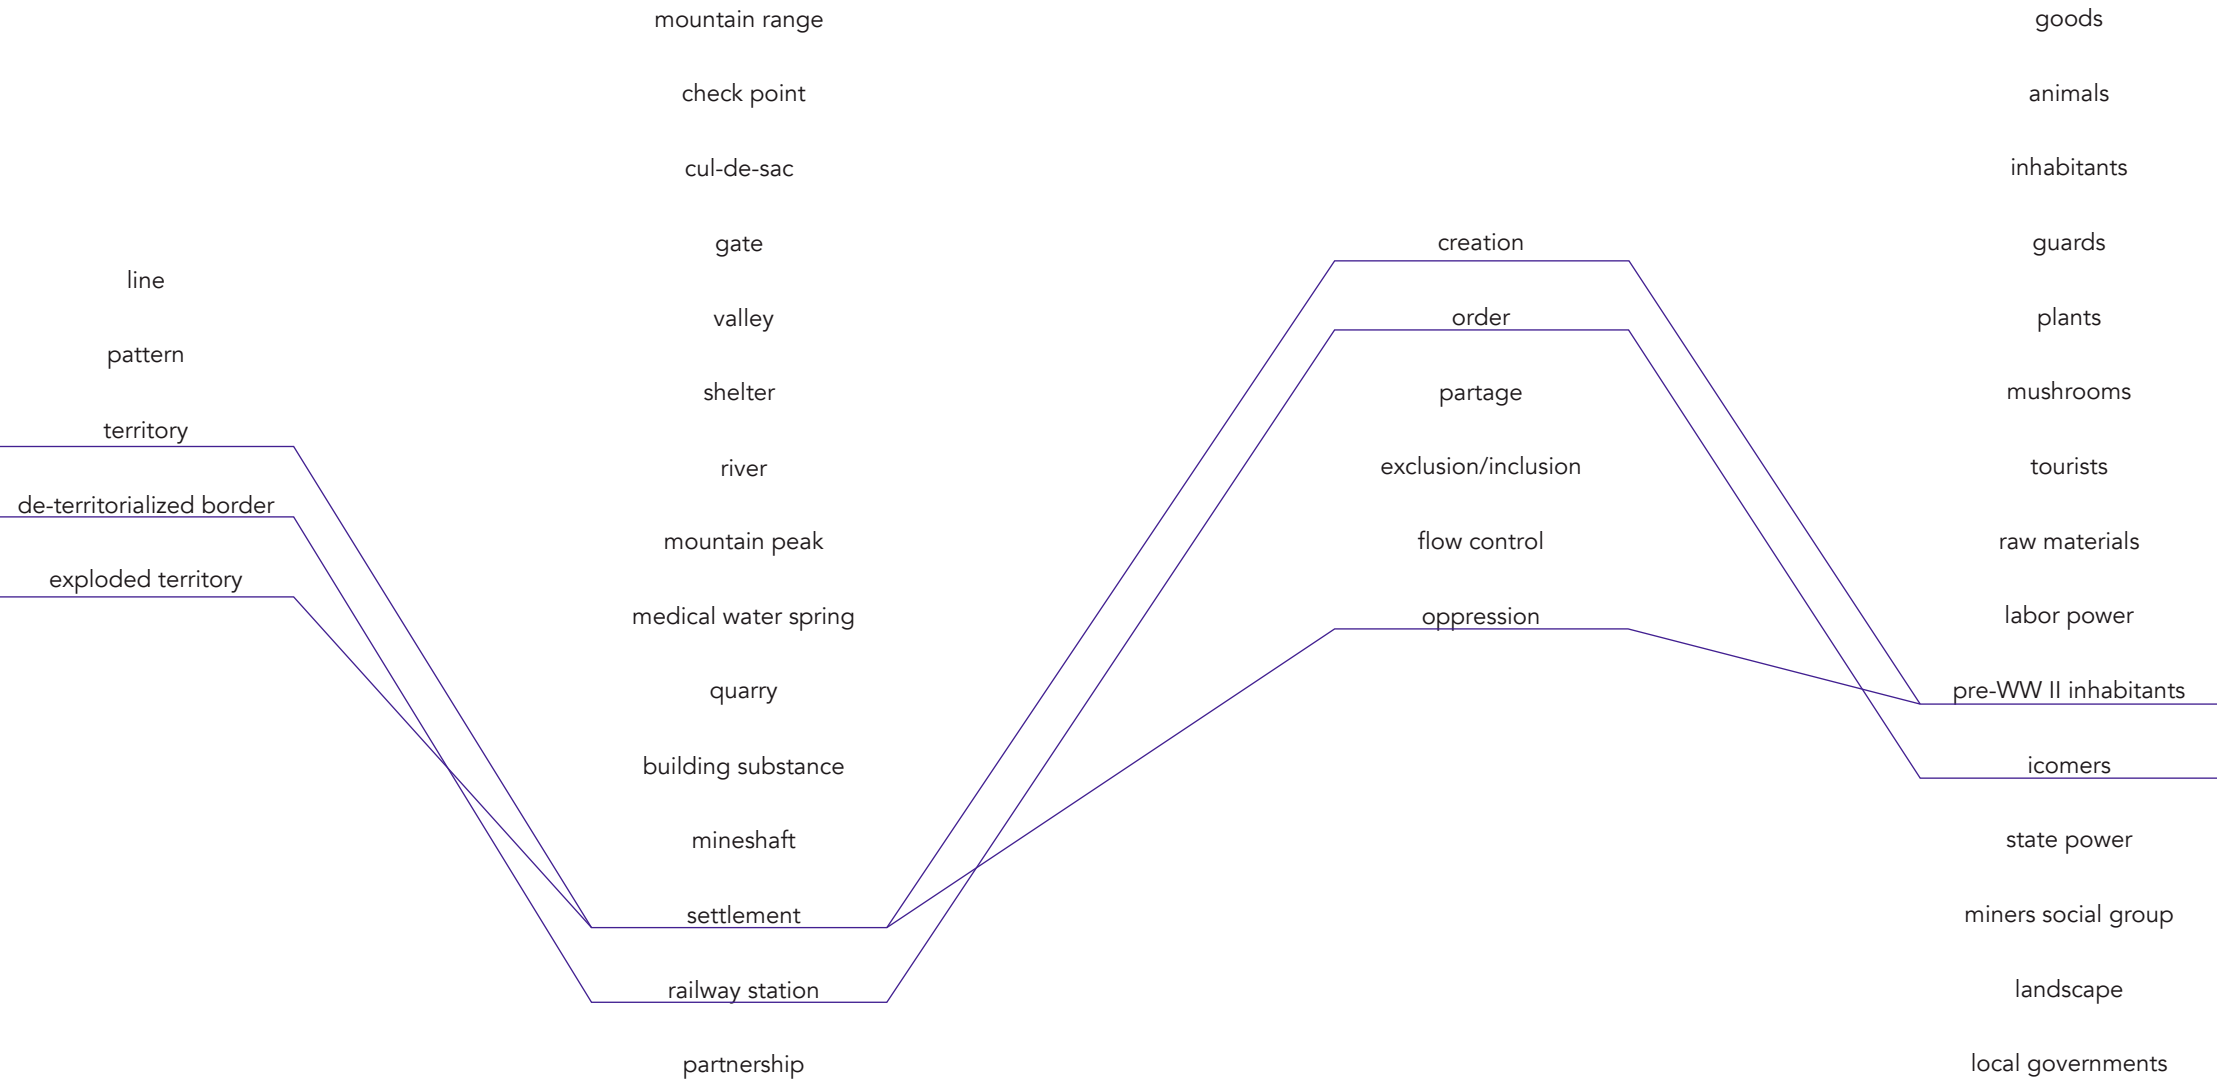 line
pattern
territory
de-territorialized border
exploded territory
mountain range
check point
cul-de-sac
gate
valley
shelter
river
mountain peak
medical water spring
quarry
building substance
mineshaft
settlement
railway station
partnership
creation
order
partage
exclusion/inclusion
flow control
oppression
goods
animals
inhabitants
guards
plants
mushrooms
tourists
raw materials
labor power
pre-WW II inhabitants
icomers
state power
miners social group
landscape
local governments